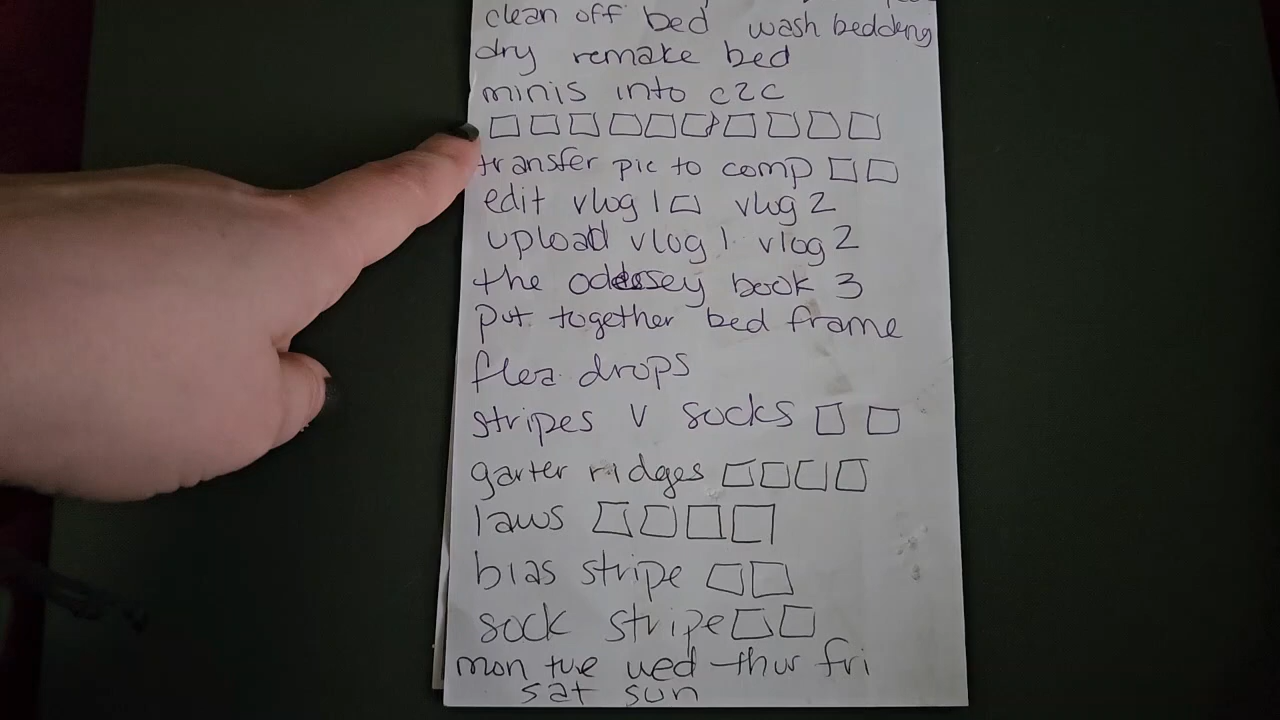 clean off bed wash bedding
dry remake bed
minis into c2c
transfer pic to comp
edit vlog 1 vlog 2
upload vlog 1 vlog 2
the odessey book 3
put together bed frame
flea drops
stripes v socks
garter ridges
laws
bias stripe
sock stripe
mon tue wed thur fri
sat sun